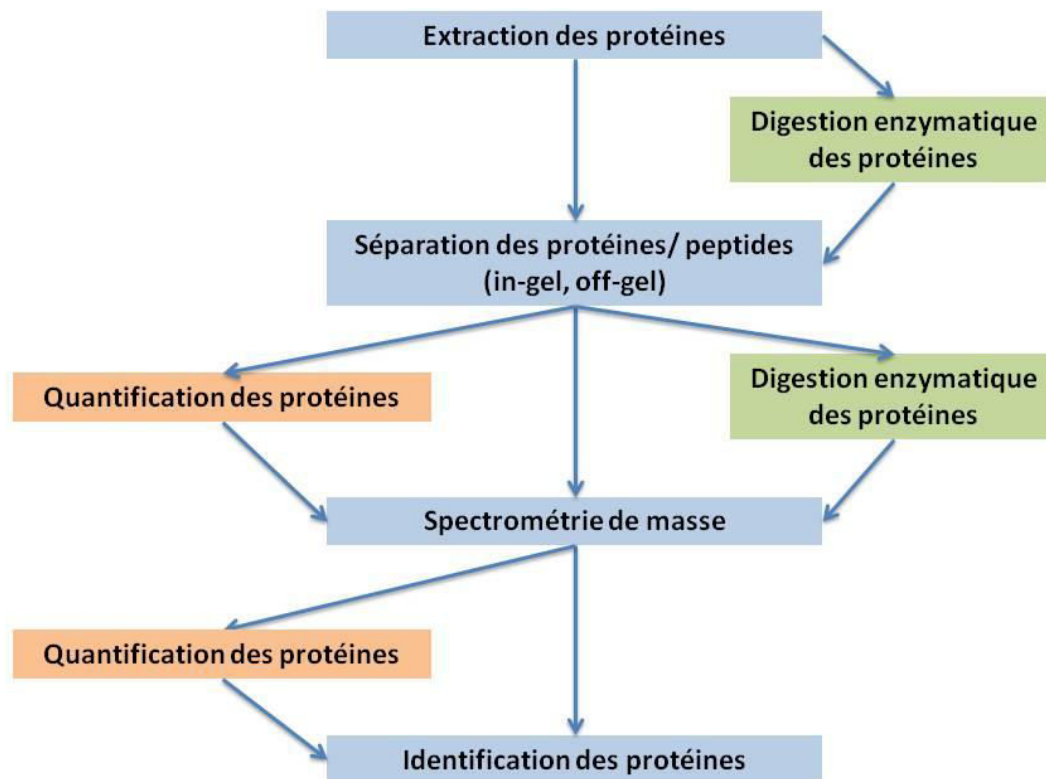 Extraction des protéines
Digestion enzymatique
des protéines
Séparation des protéines/ peptides
(in-gel, off-gel)
Quantification des protéines
Digestion enzymatique
des protéines
Spectrométrie de masse
Quantification des protéines
Identification des protéines